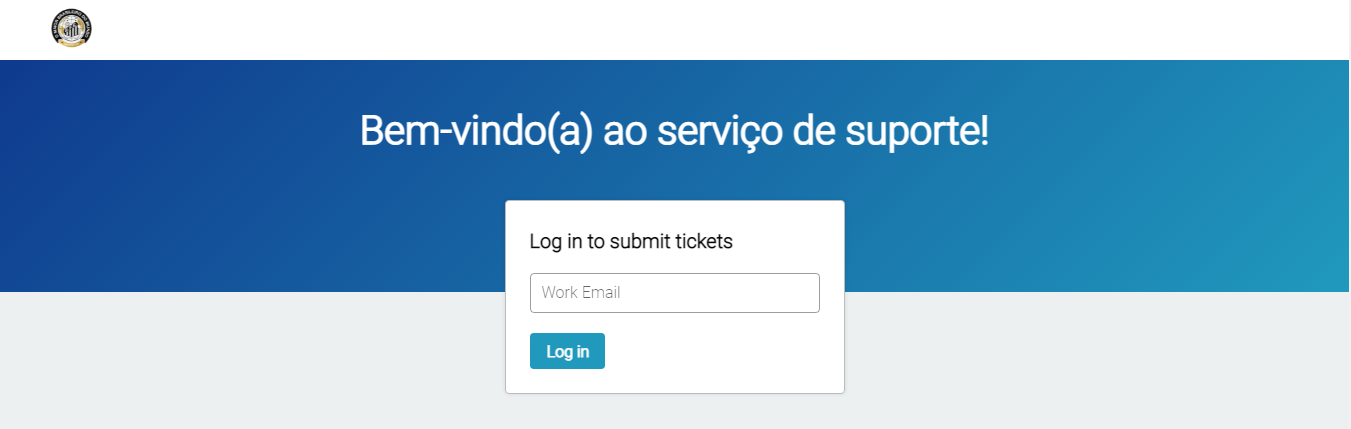 Bem-vindo(a) ao serviço de suporte!
Log in to submit tickets
Work Email
Log in